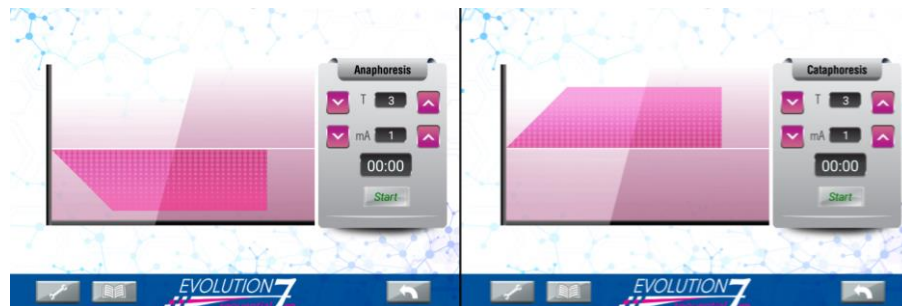 Anaphoresis
T 3
mA 1
00:00
Start
EVOLUTION 7
Cataphoresis
T 3
mA 1
00:00
Start
EVOLUTION 7